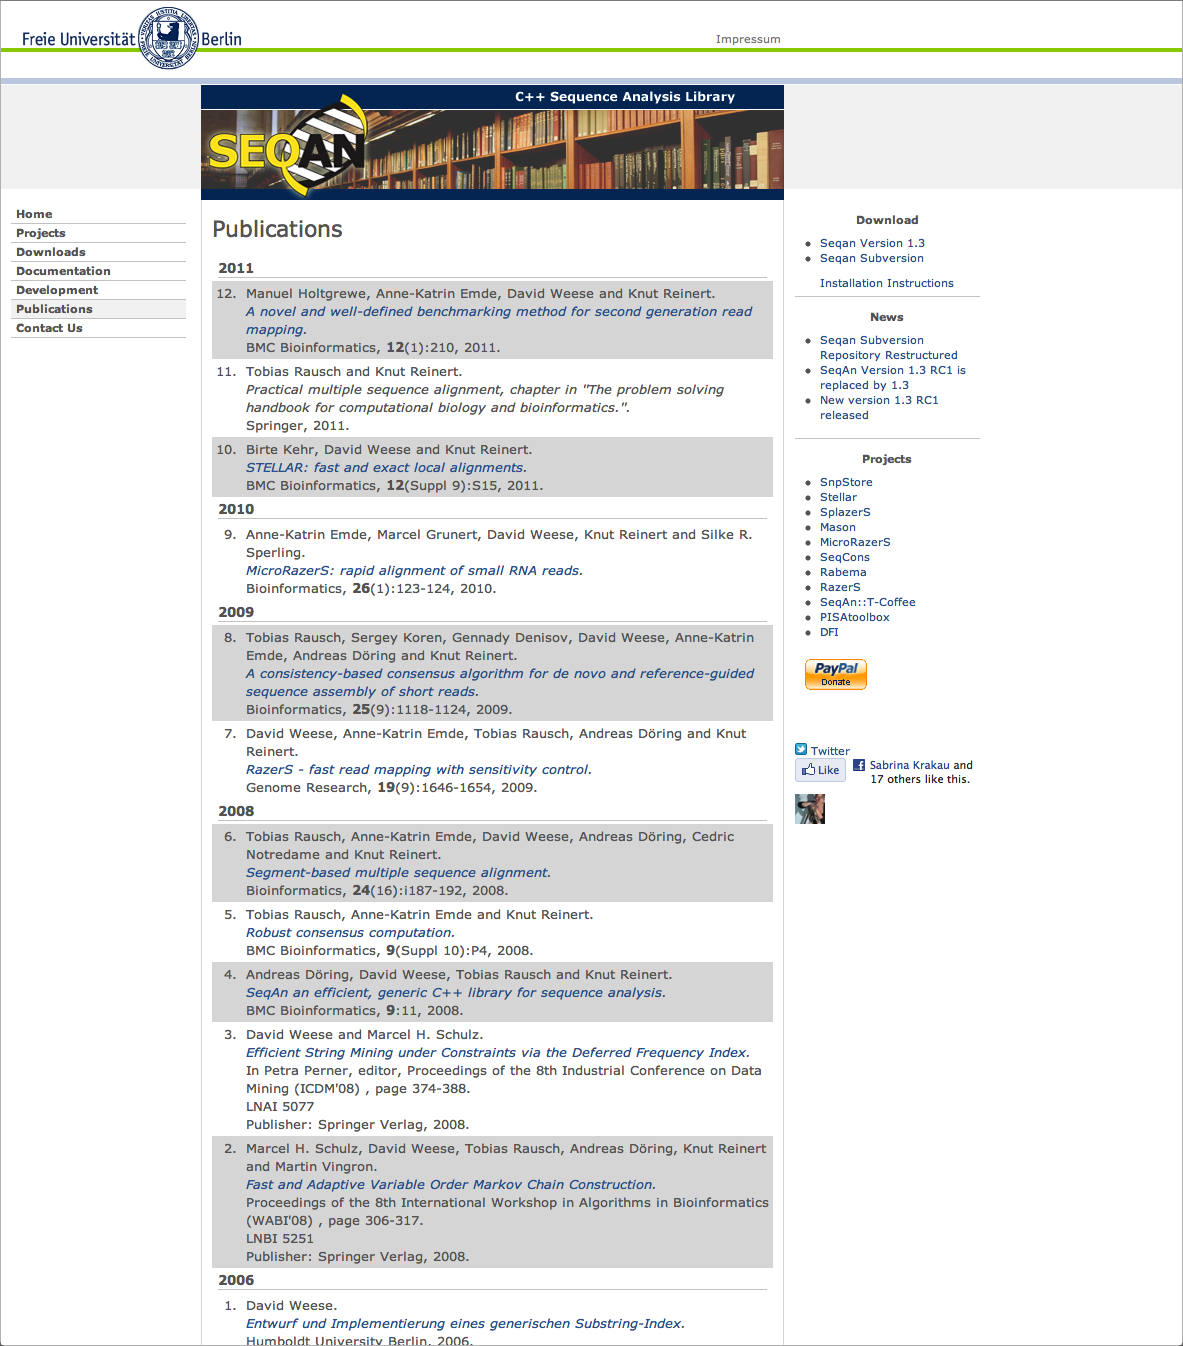 Freie Universität Berlin
Impressum
C++ Sequence Analysis Library
SEQAN
Home
Projects
Downloads
Documentation
Development
Publications
Contact Us
Publications
2011
12. Manuel Holtgrewe, Anne-Katrin Emde, David Weese and Knut Reinert.
A novel and well-defined benchmarking method for second generation read
mapping.
BMC Bioinformatics, 12(1):210, 2011.
11. Tobias Rausch and Knut Reinert.
Practical multiple sequence alignment, chapter in "The problem solving
handbook for computational biology and bioinformatics.".
Springer, 2011.
10. Birte Kehr, David Weese and Knut Reinert.
STELLAR: fast and exact local alignments.
BMC Bioinformatics, 12(Suppl 9):S15, 2011.
2010
9. Anne-Katrin Emde, Marcel Grunert, David Weese, Knut Reinert and Silke R.
Sperling.
MicroRazerS: rapid alignment of small RNA reads.
Bioinformatics, 26(1):123-124, 2010.
2009
8. Tobias Rausch, Sergey Koren, Gennady Denisov, David Weese, Anne-Katrin
Emde, Andreas Döring and Knut Reinert.
A consistency-based consensus algorithm for de novo and reference-guided
sequence assembly of short reads.
Bioinformatics, 25(9):1118-1124, 2009.
7. David Weese, Anne-Katrin Emde, Tobias Rausch, Andreas Döring and Knut
Reinert.
RazerS - fast read mapping with sensitivity control.
Genome Research, 19(9):1646-1654, 2009.
2008
6. Tobias Rausch, Anne-Katrin Emde, David Weese, Andreas Döring, Cedric
Notredame and Knut Reinert.
Segment-based multiple sequence alignment.
Bioinformatics, 24(16):i187-192, 2008.
5. Tobias Rausch, Anne-Katrin Emde and Knut Reinert.
Robust consensus computation.
BMC Bioinformatics, 9(Suppl 10):P4, 2008.
4. Andreas Döring, David Weese, Tobias Rausch and Knut Reinert.
SeqAn an efficient, generic C++ library for sequence analysis.
BMC Bioinformatics, 9:11, 2008.
3. David Weese and Marcel H. Schulz.
Efficient String Mining under Constraints via the Deferred Frequency Index.
In Petra Perner, editor, Proceedings of the 8th Industrial Conference on Data
Mining (ICDM'08) , page 374-388.
LNAI 5077
Publisher: Springer Verlag, 2008.
2. Marcel H. Schulz, David Weese, Tobias Rausch, Andreas Döring, Knut Reinert
and Martin Vingron.
Fast and Adaptive Variable Order Markov Chain Construction.
Proceedings of the 8th International Workshop in Algorithms in Bioinformatics
(WABI'08) , page 306-317.
LNBI 5251
Publisher: Springer Verlag, 2008.
2006
1. David Weese.
Entwurf und Implementierung eines generischen Substring-Index.
Humboldt University Berlin, 2006.
Download
Seqan Version 1.3
Seqan Subversion
Installation Instructions
News
Seqan Subversion
Repository Restructured
SeqAn Version 1.3 RC1 is
replaced by 1.3
New version 1.3 RC1
released
Projects
SnpStore
Stellar
SplazerS
Mason
MicroRazerS
SeqCons
Rabema
RazerS
SeqAn::T-Coffee
PISAtoolbox
DFI
PayPal
Donate
Twitter
Like
Sabrina Krakau and
17 others like this.